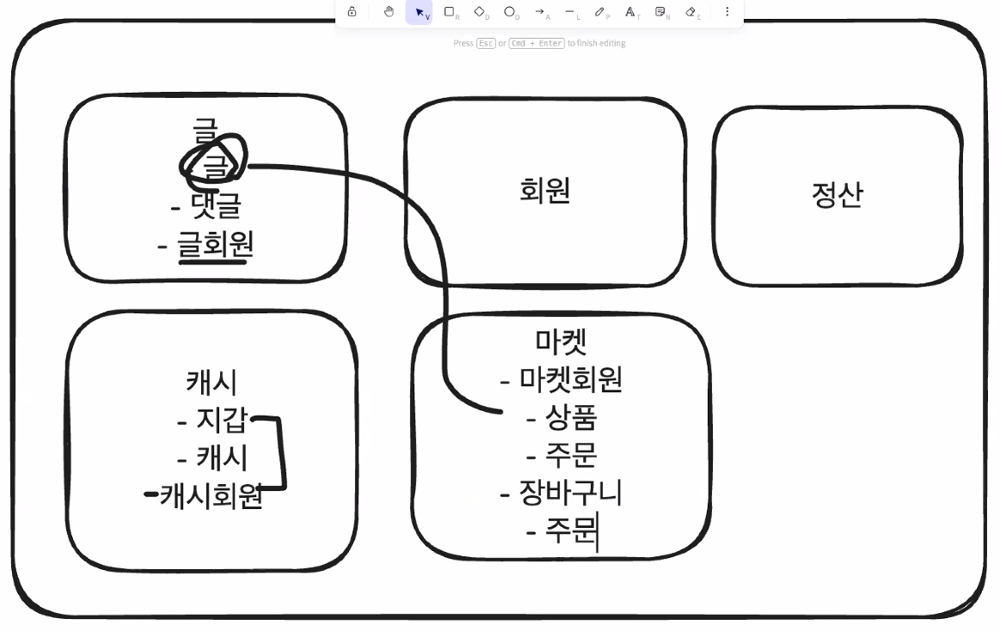 V
R
D
O
A
L
P
T
N
E
Press Esc or Cmd + Enter to finish editing
글
글
- 댓글
- 글회원
회원
정산
캐시
- 지갑
- 캐시
-캐시회원
마켓
- 마켓회원
- 상품
- 주문
- 장바구니
- 주문